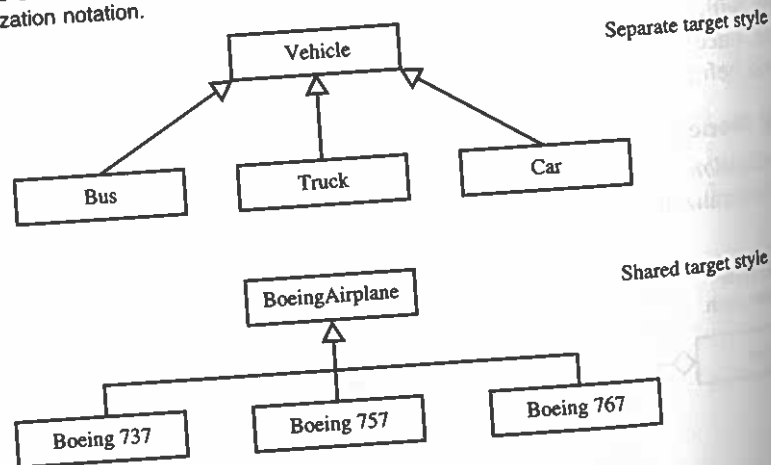 zation notation.
Separate target style
Vehicle
Bus
Truck
Car
Shared target style
BoeingAirplane
Boeing 737
Boeing 757
Boeing 767